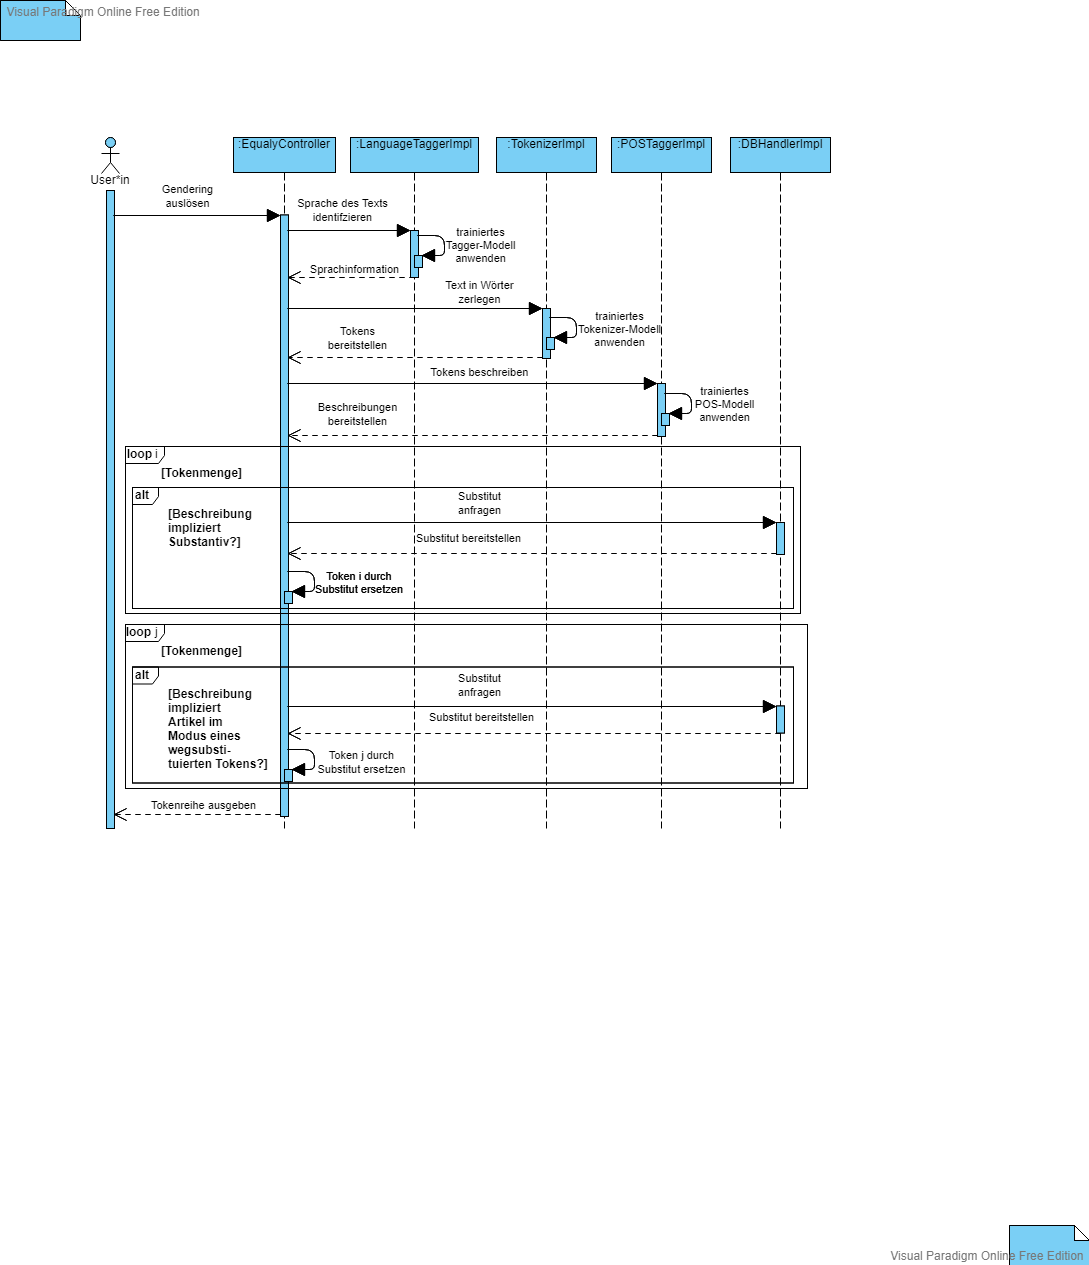 Visual Paradigm Online Free Edition
User*in
:EqualyController
:LanguageTaggerImpl
:TokenizerImpl
:POSTaggerImpl
:DBHandlerImpl
Gendering
auslösen
Sprache des Texts
identifzieren
trainiertes
Tagger-Modell
anwenden
Sprachinformation
Text in Wörter
zerlegen
trainiertes
Tokenizer-Modell
anwenden
Tokens
bereitstellen
Tokens beschreiben
trainiertes
POS-Modell
anwenden
Beschreibungen
bereitstellen
loop i
[Tokenmenge]
alt
[Beschreibung
impliziert
Substantiv?]
Substitut
anfragen
Substitut bereitstellen
Token i durch
Substitut ersetzen
loop j
[Tokenmenge]
alt
[Beschreibung
impliziert
Artikel im
Modus eines
wegsubsti-
tuierten Tokens?]
Substitut
anfragen
Substitut bereitstellen
Token j durch
Substitut ersetzen
Tokenreihe ausgeben
Visual Paradigm Online Free Edition